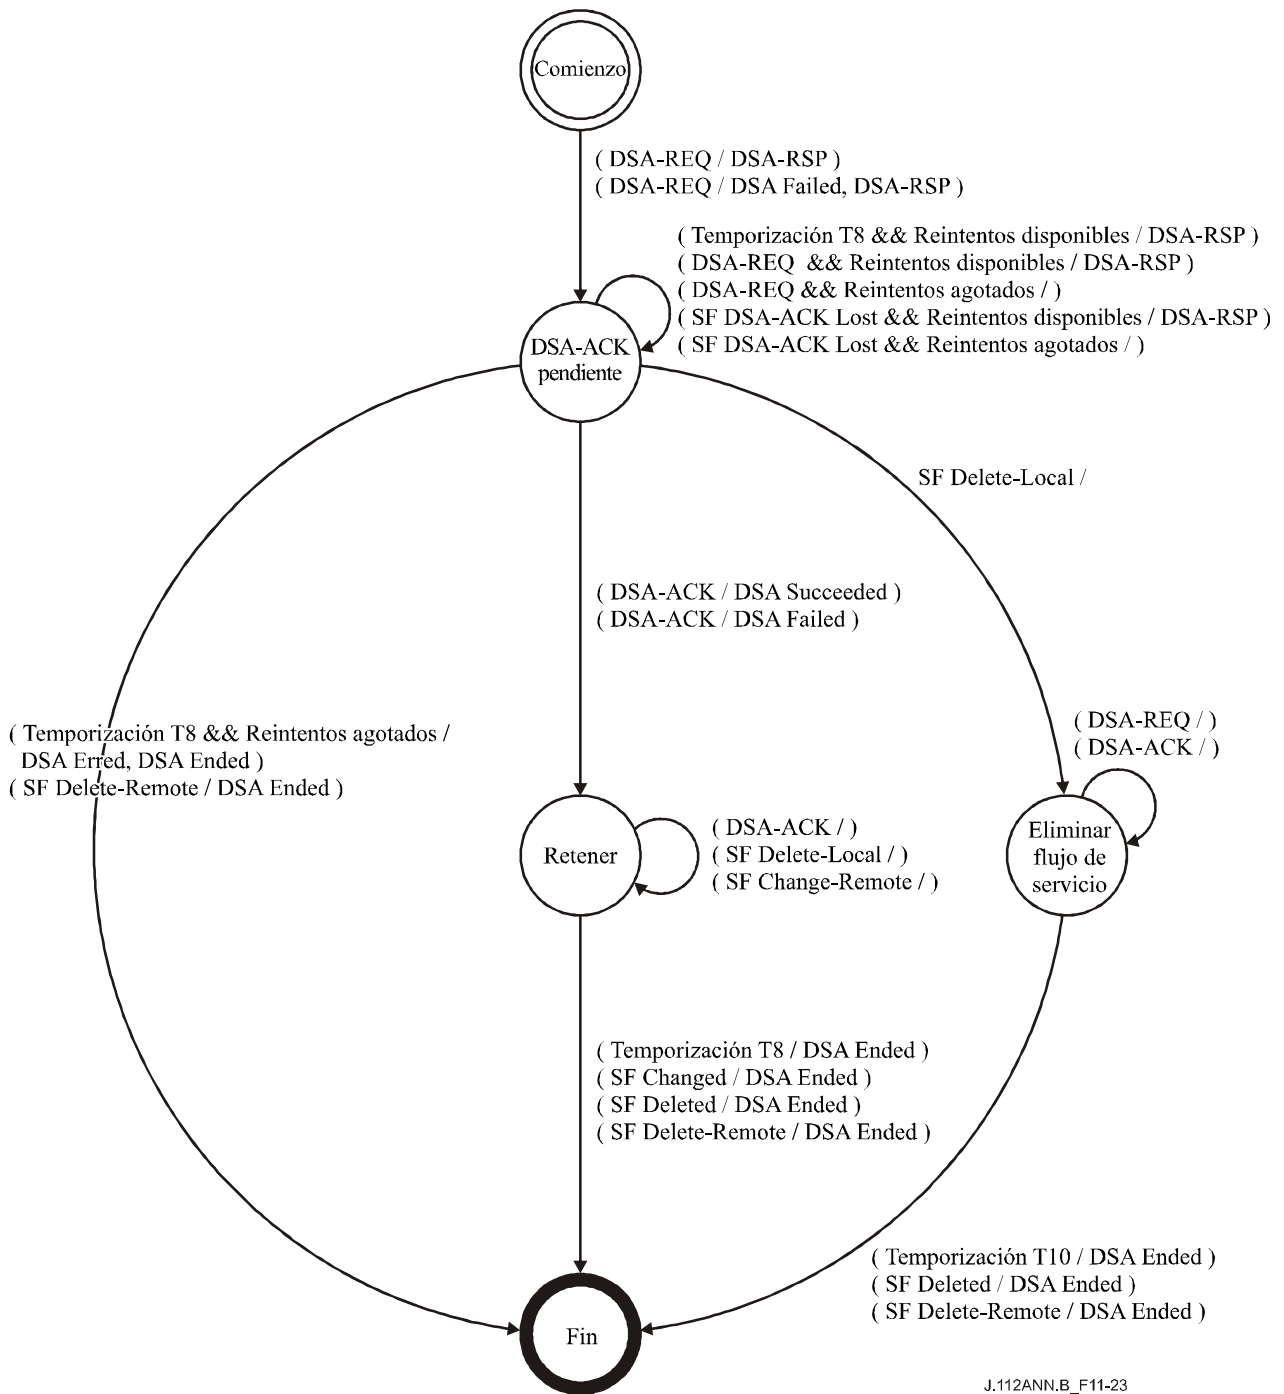 Comienzo
( DSA-REQ / DSA-RSP )
( DSA-REQ / DSA Failed, DSA-RSP )
( Temporización T8 && Reintentos disponibles / DSA-RSP )
( DSA-REQ && Reintentos disponibles / DSA-RSP )
( DSA-REQ && Reintentos agotados / )
( SF DSA-ACK Lost && Reintentos disponibles / DSA-RSP )
( SF DSA-ACK Lost && Reintentos agotados / )
DSA-ACK
pendiente
SF Delete-Local /
( DSA-ACK / DSA Succeeded )
( DSA-ACK / DSA Failed )
( Temporización T8 && Reintentos agotados /
DSA Erred, DSA Ended )
( SF Delete-Remote / DSA Ended )
( DSA-REQ / )
( DSA-ACK / )
Retener
( DSA-ACK / )
( SF Delete-Local / )
( SF Change-Remote / )
Eliminar
flujo de
servicio
( Temporización T8 / DSA Ended )
( SF Changed / DSA Ended )
( SF Deleted / DSA Ended )
( SF Delete-Remote / DSA Ended )
( Temporización T10 / DSA Ended )
( SF Deleted / DSA Ended )
( SF Delete-Remote / DSA Ended )
Fin
J.112ANN.B_F11-23